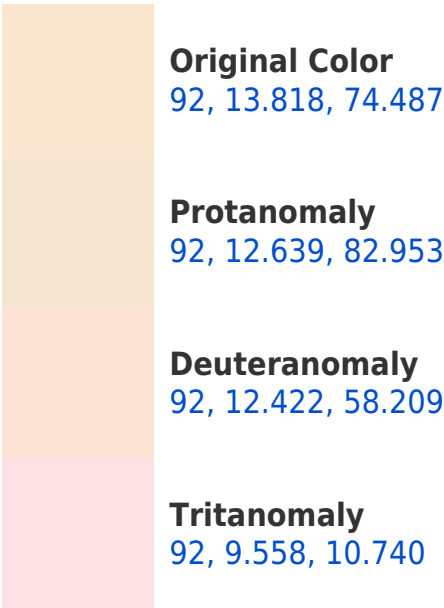 Original Color
92, 13.818, 74.487
Protanomaly
92, 12.639, 82.953
Deuteranomaly
92, 12.422, 58.209
Tritanomaly
92, 9.558, 10.740